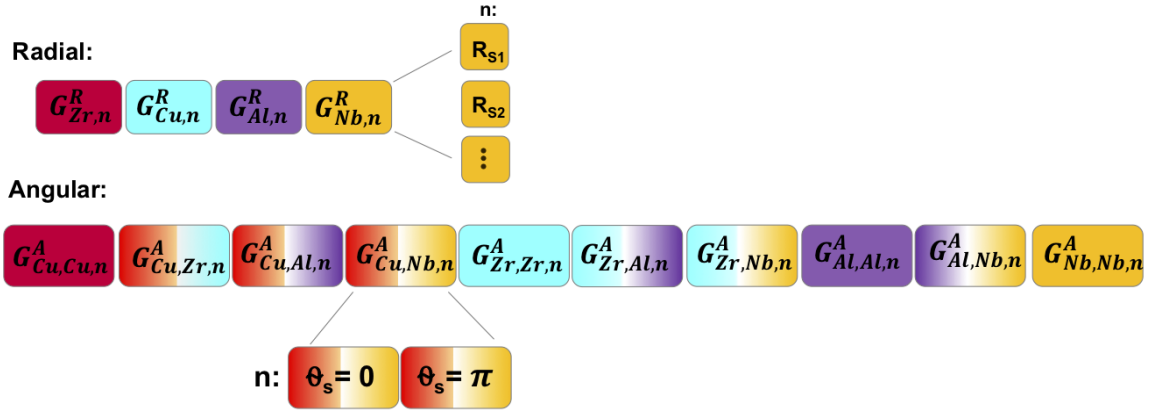 n:
Radial:
R_{S1}
G^R_{Zr,n} G^R_{Cu,n} G^R_{Al,n} G^R_{Nb,n}
R_{S2}
⋮
Angular:
G^A_{Cu,Cu,n} G^A_{Cu,Zr,n} G^A_{Cu,Al,n} G^A_{Cu,Nb,n} G^A_{Zr,Zr,n} G^A_{Zr,Al,n} G^A_{Zr,Nb,n} G^A_{Al,Al,n} G^A_{Al,Nb,n} G^A_{Nb,Nb,n}
n: ϴ_s= 0 ϴ_s= π